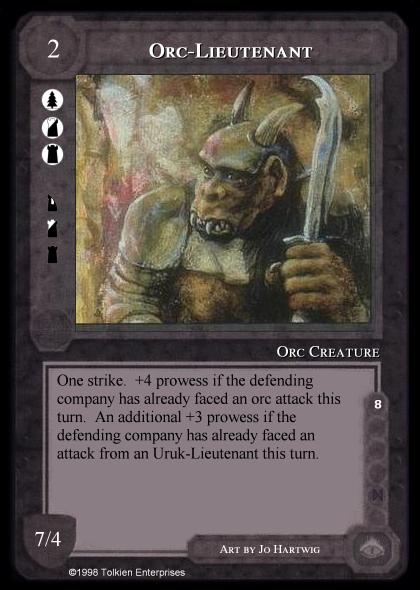 2
ORC-LIEUTENANT
ORC CREATURE
One strike. +4 prowess if the defending
company has already faced an orc attack this
turn. An additional +3 prowess if the
defending company has already faced an
attack from an Uruk-Lieutenant this turn.
8
N
7/4
ART BY JO HARTWIG
©1998 Tolkien Enterprises